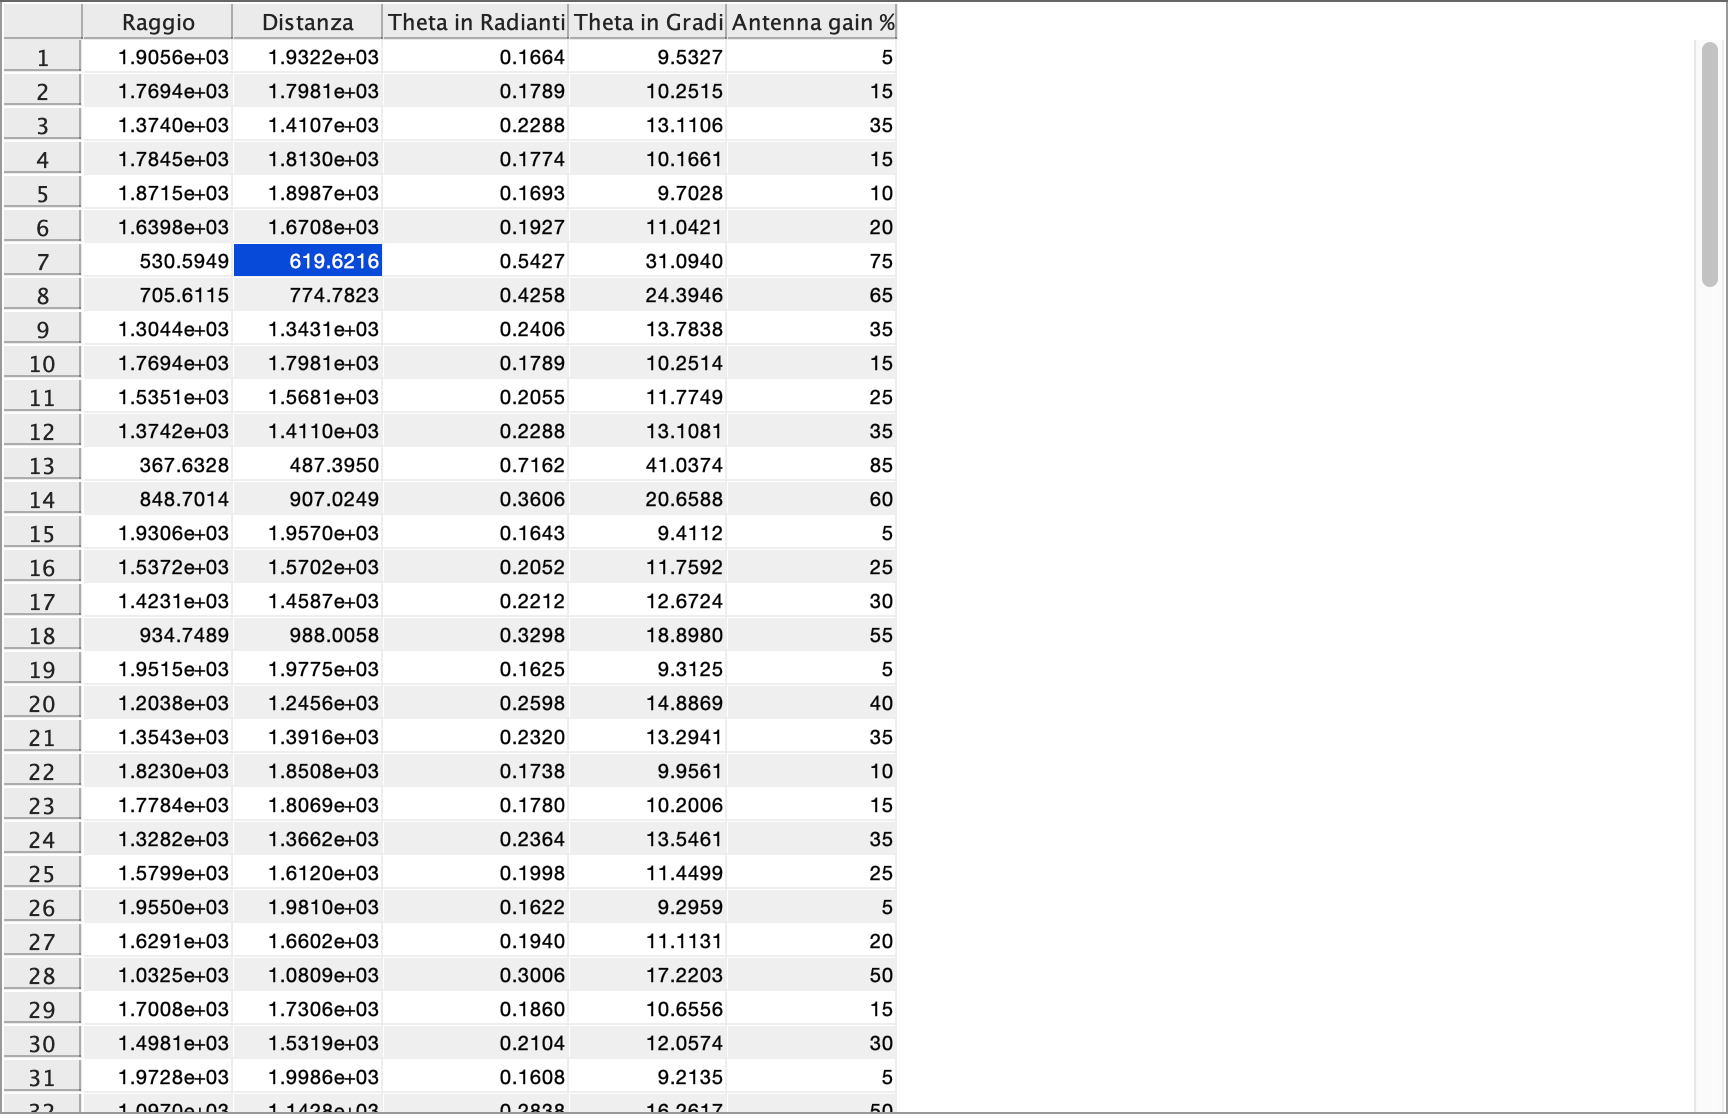 Raggio Distanza Theta in Radianti Theta in Gradi Antenna gain %
1 1.9056e+03 1.9322e+03 0.1664 9.5327 5
2 1.7694e+03 1.7981e+03 0.1789 10.2515 15
3 1.3740e+03 1.4107e+03 0.2288 13.1106 35
4 1.7845e+03 1.8130e+03 0.1774 10.1661 15
5 1.8715e+03 1.8987e+03 0.1693 9.7028 10
6 1.6398e+03 1.6708e+03 0.1927 11.0421 20
7 530.5949 619.6216 0.5427 31.0940 75
8 705.6115 774.7823 0.4258 24.3946 65
9 1.3044e+03 1.3431e+03 0.2406 13.7838 35
10 1.7694e+03 1.7981e+03 0.1789 10.2514 15
11 1.5351e+03 1.5681e+03 0.2055 11.7749 25
12 1.3742e+03 1.4110e+03 0.2288 13.1081 35
13 367.6328 487.3950 0.7162 41.0374 85
14 848.7014 907.0249 0.3606 20.6588 60
15 1.9306e+03 1.9570e+03 0.1643 9.4112 5
16 1.5372e+03 1.5702e+03 0.2052 11.7592 25
17 1.4231e+03 1.4587e+03 0.2212 12.6724 30
18 934.7489 988.0058 0.3298 18.8980 55
19 1.9515e+03 1.9775e+03 0.1625 9.3125 5
20 1.2038e+03 1.2456e+03 0.2598 14.8869 40
21 1.3543e+03 1.3916e+03 0.2320 13.2941 35
22 1.8230e+03 1.8508e+03 0.1738 9.9561 10
23 1.7784e+03 1.8069e+03 0.1780 10.2006 15
24 1.3282e+03 1.3662e+03 0.2364 13.5461 35
25 1.5799e+03 1.6120e+03 0.1998 11.4499 25
26 1.9550e+03 1.9810e+03 0.1622 9.2959 5
27 1.6291e+03 1.6602e+03 0.1940 11.1131 20
28 1.0325e+03 1.0809e+03 0.3006 17.2203 50
29 1.7008e+03 1.7306e+03 0.1860 10.6556 15
30 1.4981e+03 1.5319e+03 0.2104 12.0574 30
31 1.9728e+03 1.9986e+03 0.1608 9.2135 5
32 1.0970e+03 1.1428e+03 0.2838 16.2617 50